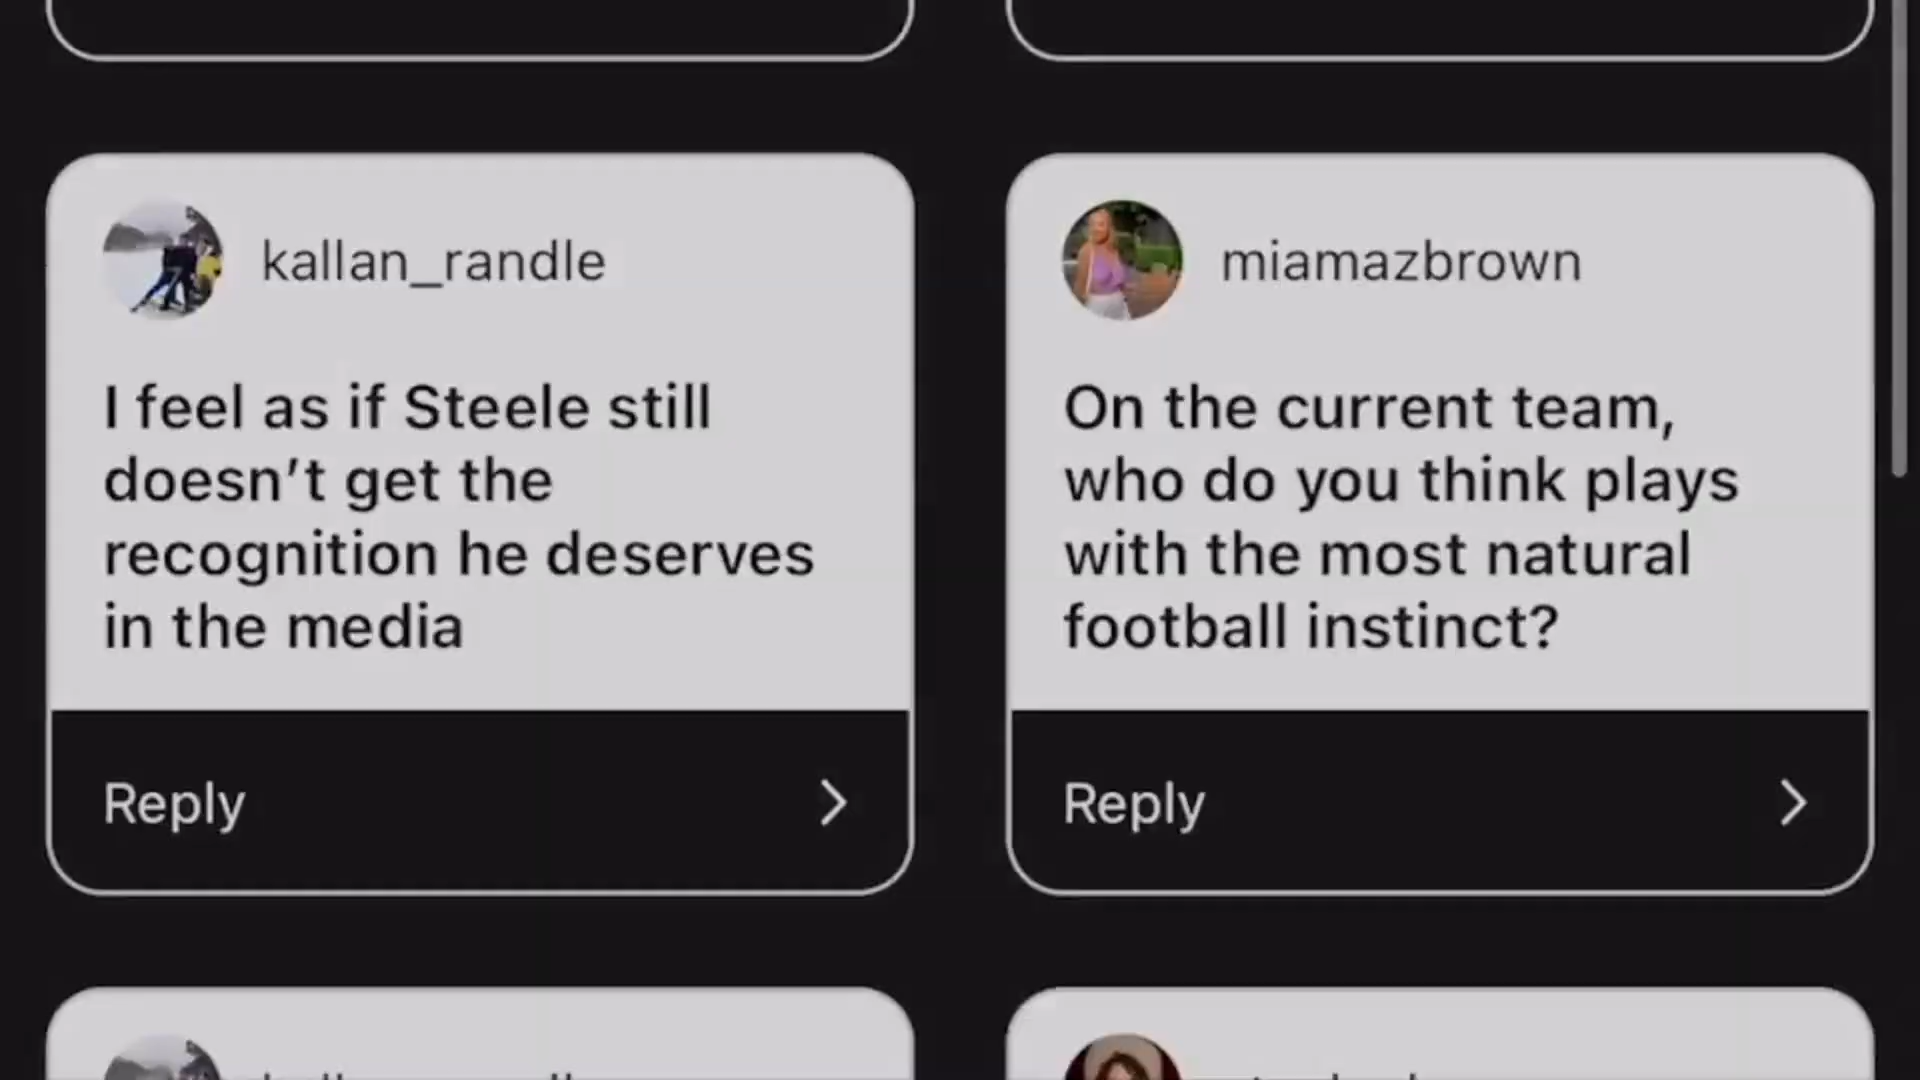 kallan_randle
I feel as if Steele still
doesn’t get the
recognition he deserves
in the media
Reply
miamazbrown
On the current team,
who do you think plays
with the most natural
football instinct?
Reply